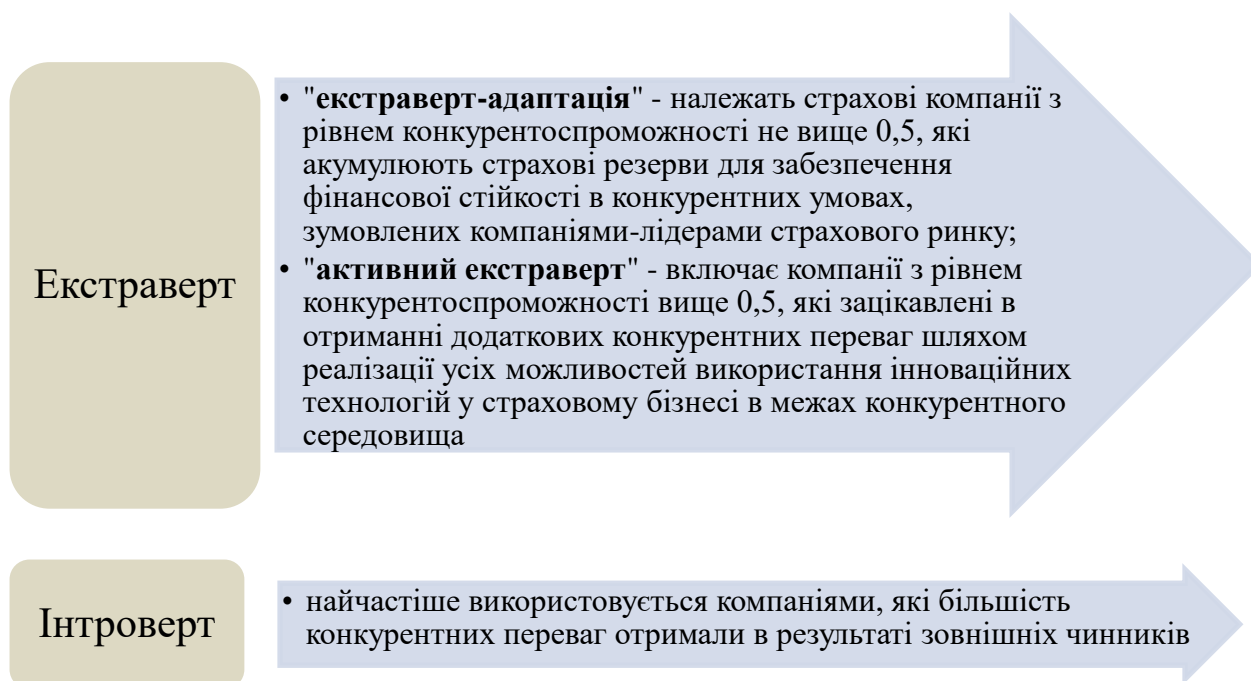 Екстраверт
• "екстраверт-адаптація" - належать страхові компанії з
рівнем конкурентоспроможності не вище 0,5, які
акумулюють страхові резерви для забезпечення
фінансової стійкості в конкурентних умовах,
зумовлених компаніями-лідерами страхового ринку;
• "активний екстраверт" - включає компанії з рівнем
конкурентоспроможності вище 0,5, які зацікавлені в
отриманні додаткових конкурентних переваг шляхом
реалізації усіх можливостей використання інноваційних
технологій у страховому бізнесі в межах конкурентного
середовища
Інтроверт
• найчастіше використовується компаніями, які більшість
конкурентних переваг отримали в результаті зовнішніх чинників